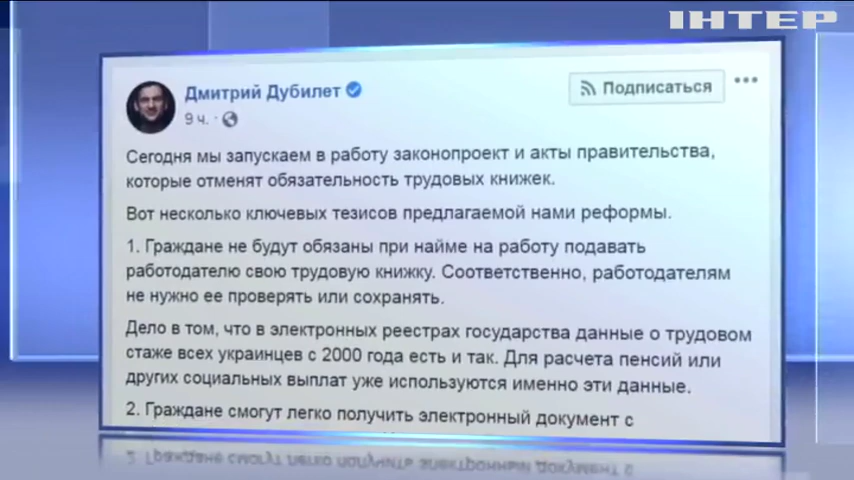 ІНТЕР
Дмитрий Дубилет
9 ч. ·
Подписаться
Сегодня мы запускаем в работу законопроект и акты правительства,
которые отменят обязательность трудовых книжек.
Вот несколько ключевых тезисов предлагаемой нами реформы.
1. Граждане не будут обязаны при найме на работу подавать
работодателю свою трудовую книжку. Соответственно, работодателям
не нужно ее проверять или сохранять.
Дело в том, что в электронных реестрах государства данные о трудовом
стаже всех украинцев с 2000 года есть и так. Для расчета пенсий или
других социальных выплат уже используются именно эти данные.
2. Граждане смогут легко получить электронный документ с